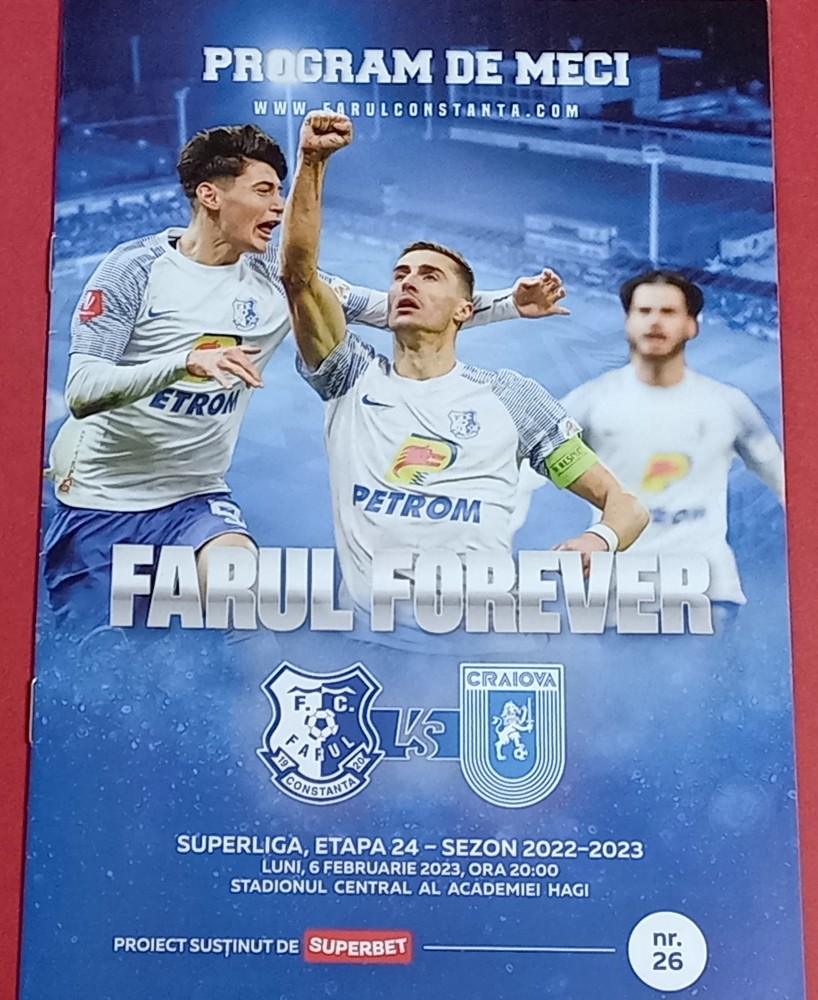 PROGRAM DE MECI
WWW.FARULCONSTANTA.COM
ETROM
PETROM
RESPECT
FARUL FOREVER
F. C.
FARUL
19 20
CONSTANTA
VS
CRAIOVA
SUPERLIGA, ETAPA 24 – SEZON 2022–2023
LUNI, 6 FEBRUARIE 2023, ORA 20:00
STADIONUL CENTRAL AL ACADEMIEI HAGI
PROIECT SUSȚINUT DE SUPERBET
nr.
26